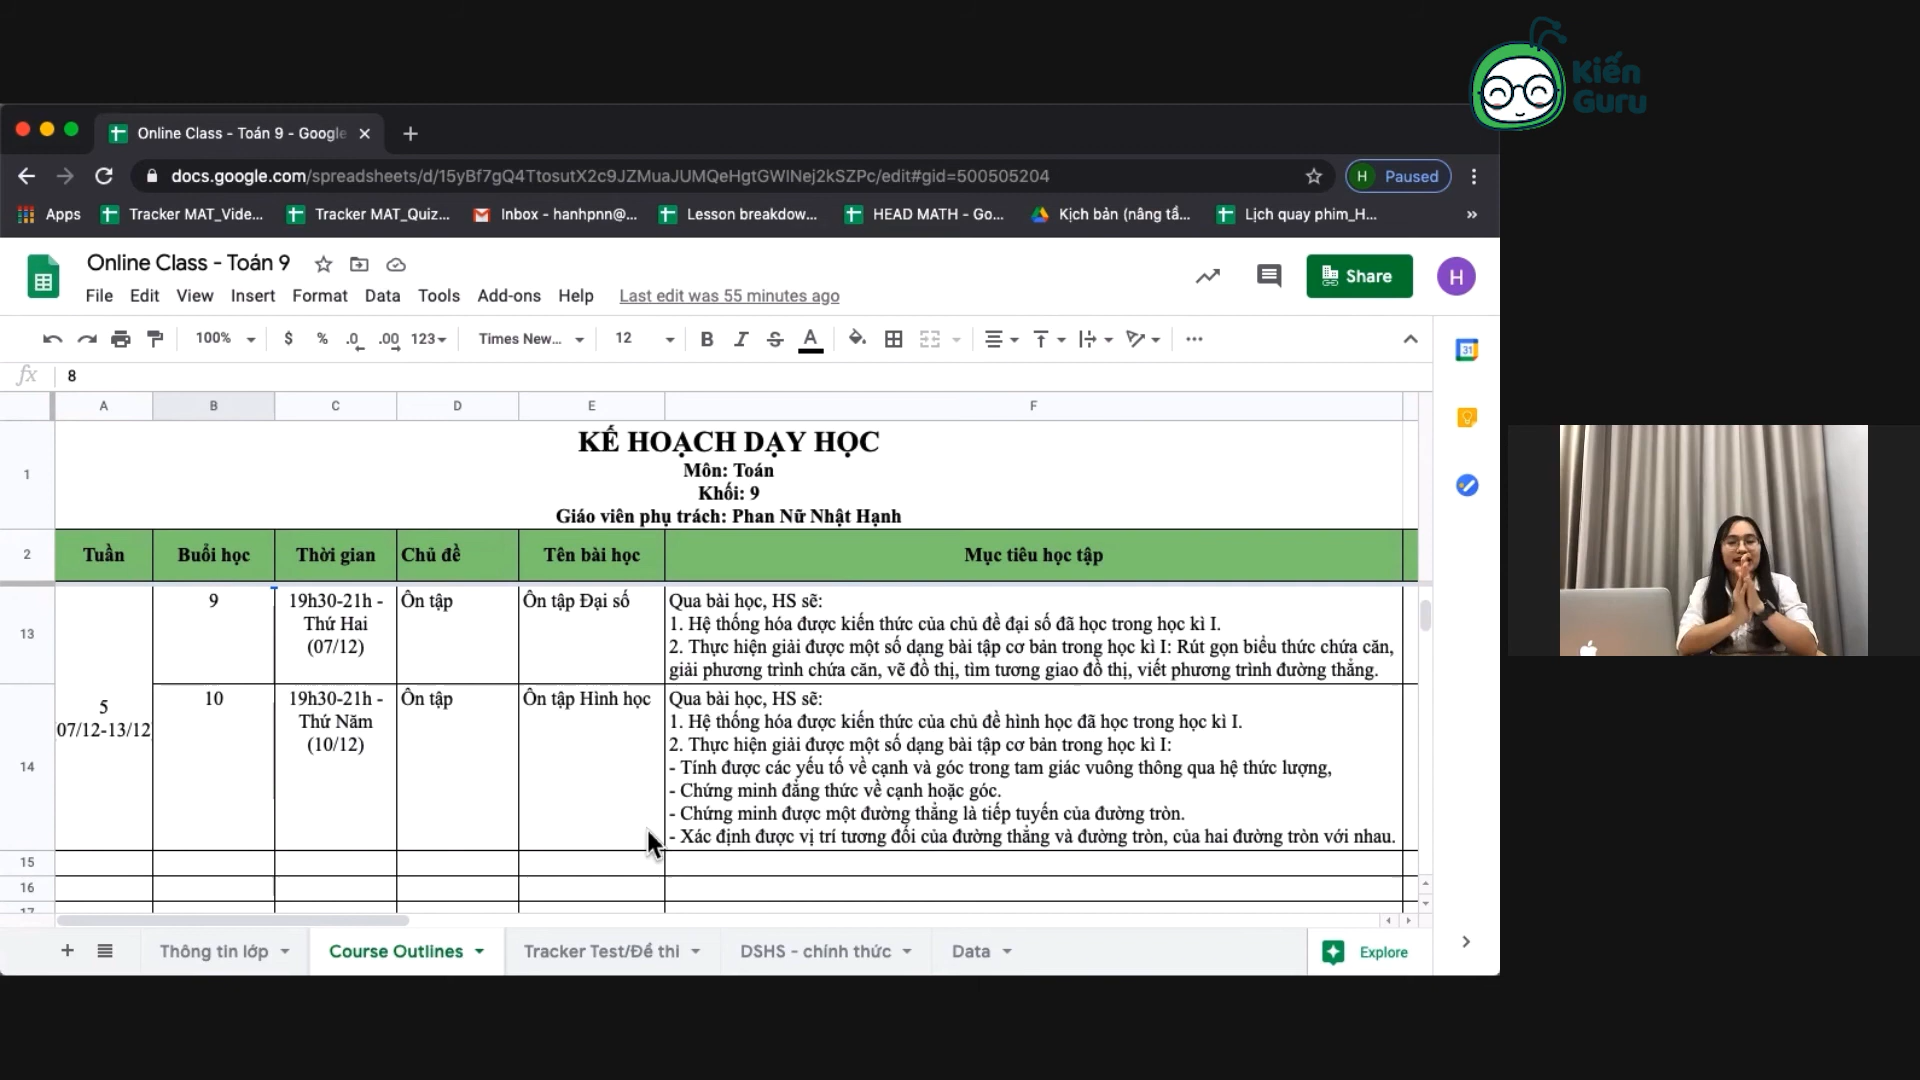 Kiến
Guru
Online Class - Toán 9 - Google
docs.google.com/spreadsheets/d/15yBf7gQ4TtosutX2c9JZMuaJUMQeHgtGWINej2kSZPc/edit#gid=500505204
H Paused
Apps Tracker MAT_Vide... Tracker MAT_Quiz... Inbox - hanhpnn@... Lesson breakdow... HEAD MATH - Go... Kịch bản (nâng tầ... Lịch quay phim_H... »
Online Class - Toán 9
Share
H
File Edit View Insert Format Data Tools Add-ons Help Last edit was 55 minutes ago
100% $ % .0 .00 123 Times New... 12 B I S A
31
fx 8
A B C D E F
1
KẾ HOẠCH DẠY HỌC
Môn: Toán
Khối: 9
Giáo viên phụ trách: Phan Nữ Nhật Hạnh
2 Tuần Buổi học Thời gian Chủ đề Tên bài học Mục tiêu học tập
13
5
07/12-13/12
9
19h30-21h -
Thứ Hai
(07/12)
Ôn tập
Ôn tập Đại số
Qua bài học, HS sẽ:
1. Hệ thống hóa được kiến thức của chủ đề đại số đã học trong học kì I.
2. Thực hiện giải được một số dạng bài tập cơ bản trong học kì I: Rút gọn biểu thức chứa căn,
giải phương trình chứa căn, vẽ đồ thị, tìm tương giao đồ thị, viết phương trình đường thẳng.
14
10
19h30-21h -
Thứ Năm
(10/12)
Ôn tập
Ôn tập Hình học
Qua bài học, HS sẽ:
1. Hệ thống hóa được kiến thức của chủ đề hình học đã học trong học kì I.
2. Thực hiện giải được một số dạng bài tập cơ bản trong học kì I:
- Tính được các yếu tố về cạnh và góc trong tam giác vuông thông qua hệ thức lượng,
- Chứng minh đẳng thức về cạnh hoặc góc.
- Chứng minh được một đường thẳng là tiếp tuyến của đường tròn.
- Xác định được vị trí tương đối của đường thẳng và đường tròn, của hai đường tròn với nhau.
15
16
17
Thông tin lớp Course Outlines Tracker Test/Đề thi DSHS - chính thức Data Explore